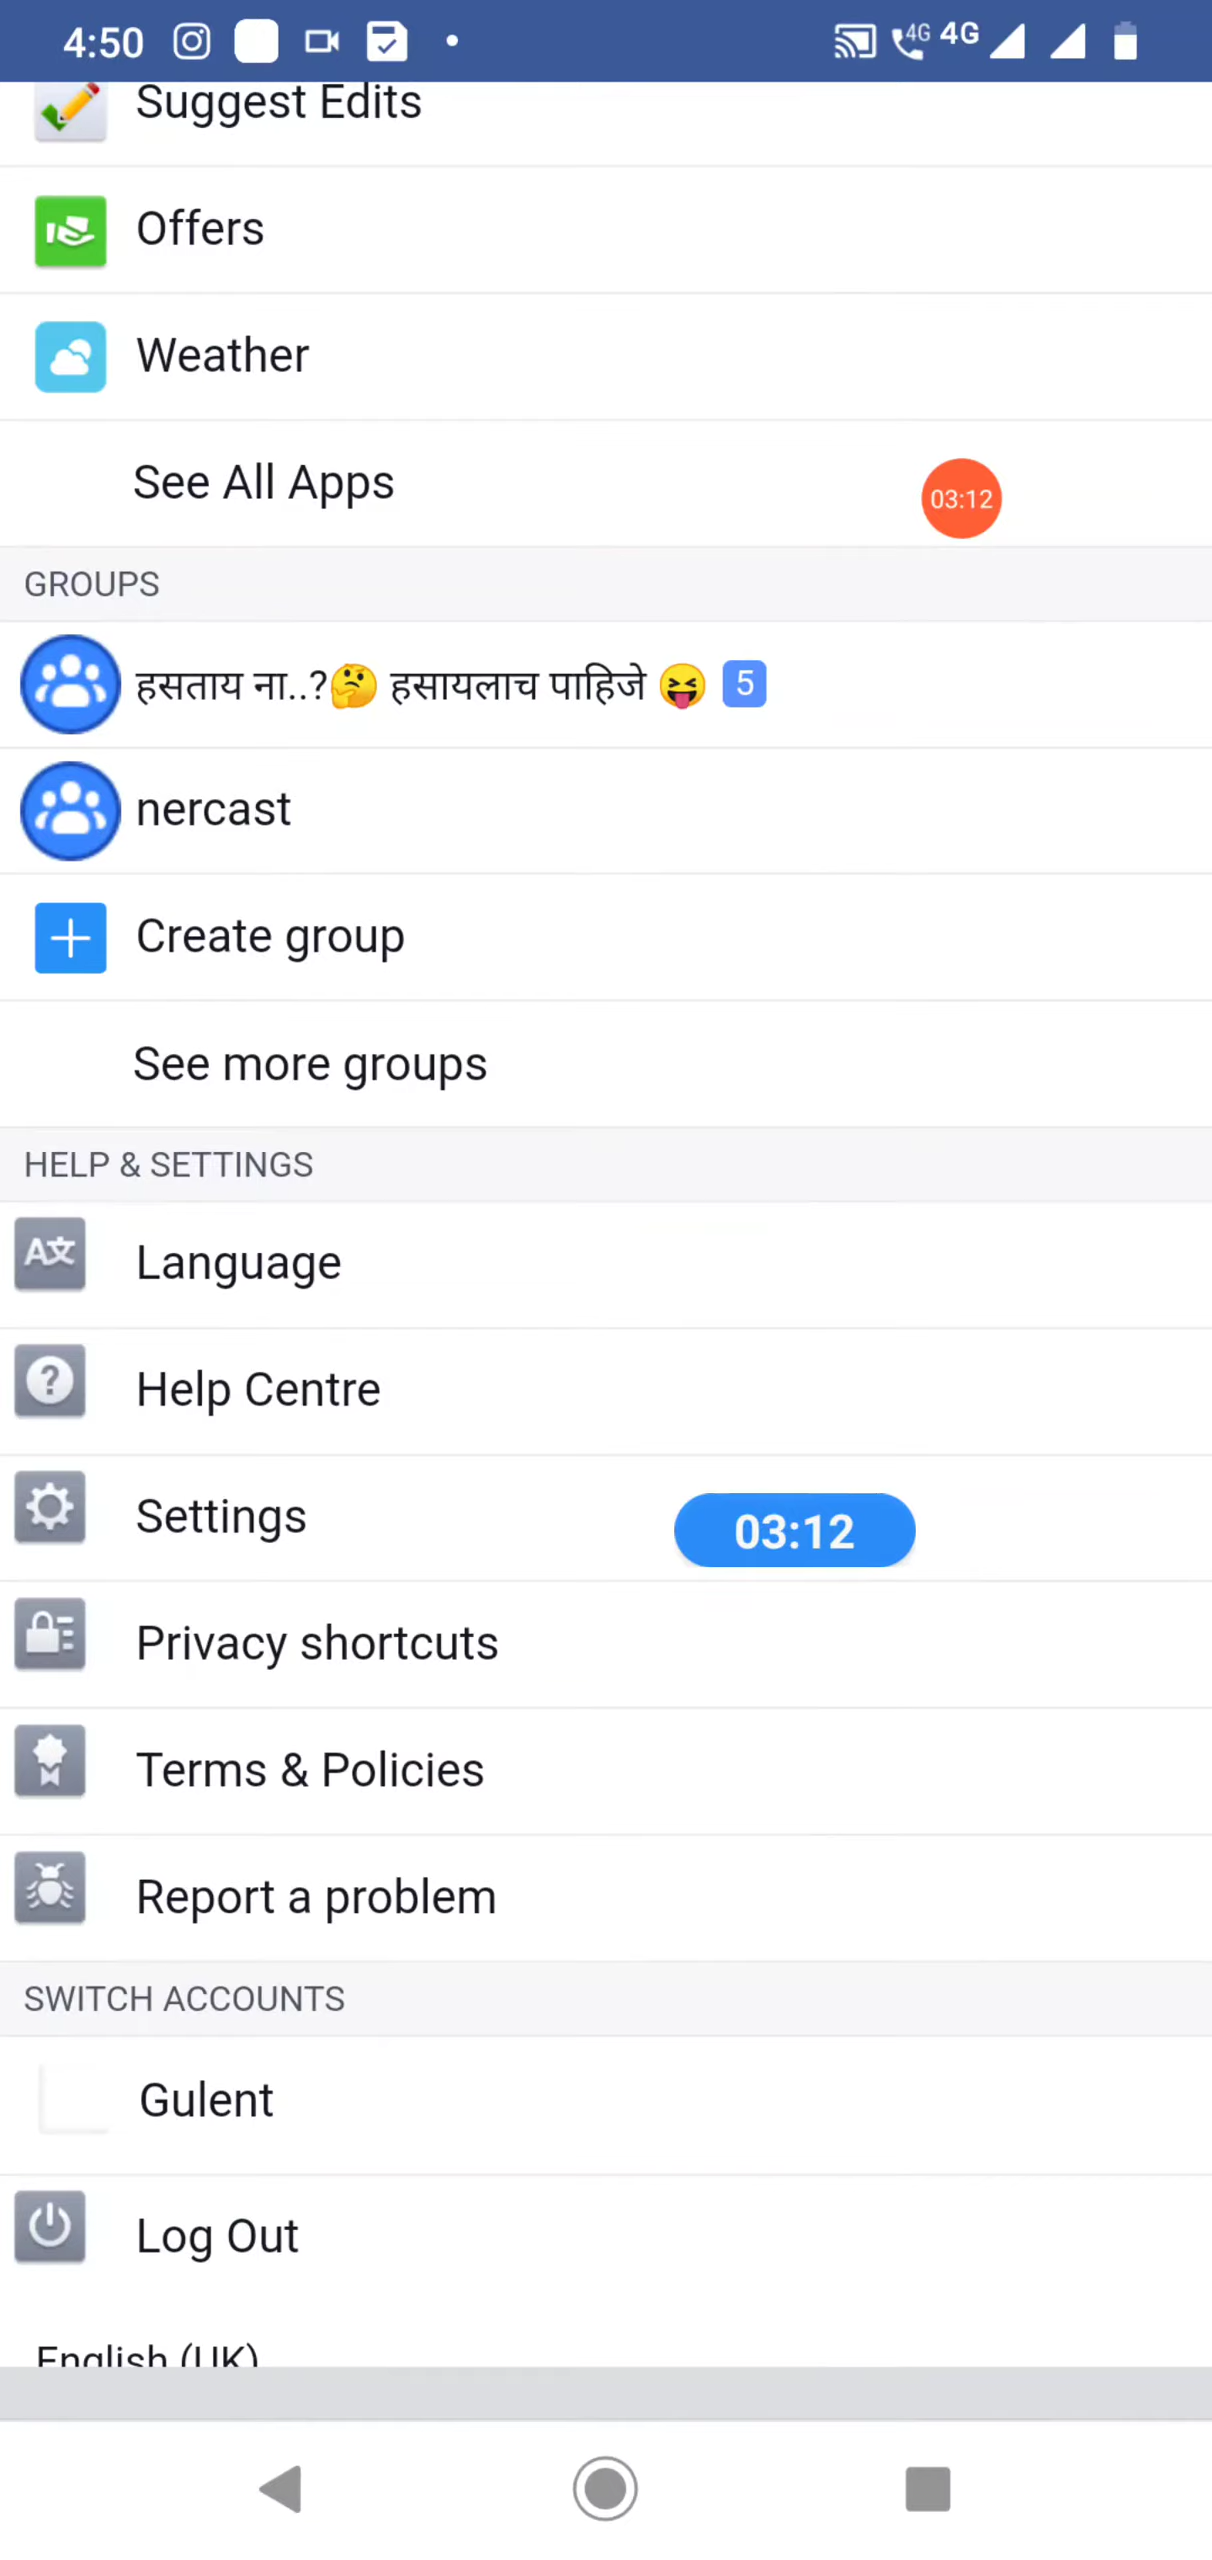 4:50 4G 4G
Suggest Edits
Offers
Weather
See All Apps
03:12
GROUPS
हसताय ना..?🤔 हसायलाच पाहिजे 😝 5
nercast
Create group
See more groups
HELP & SETTINGS
Language
Help Centre
Settings
03:12
Privacy shortcuts
Terms & Policies
Report a problem
SWITCH ACCOUNTS
Gulent
Log Out
English (UK)